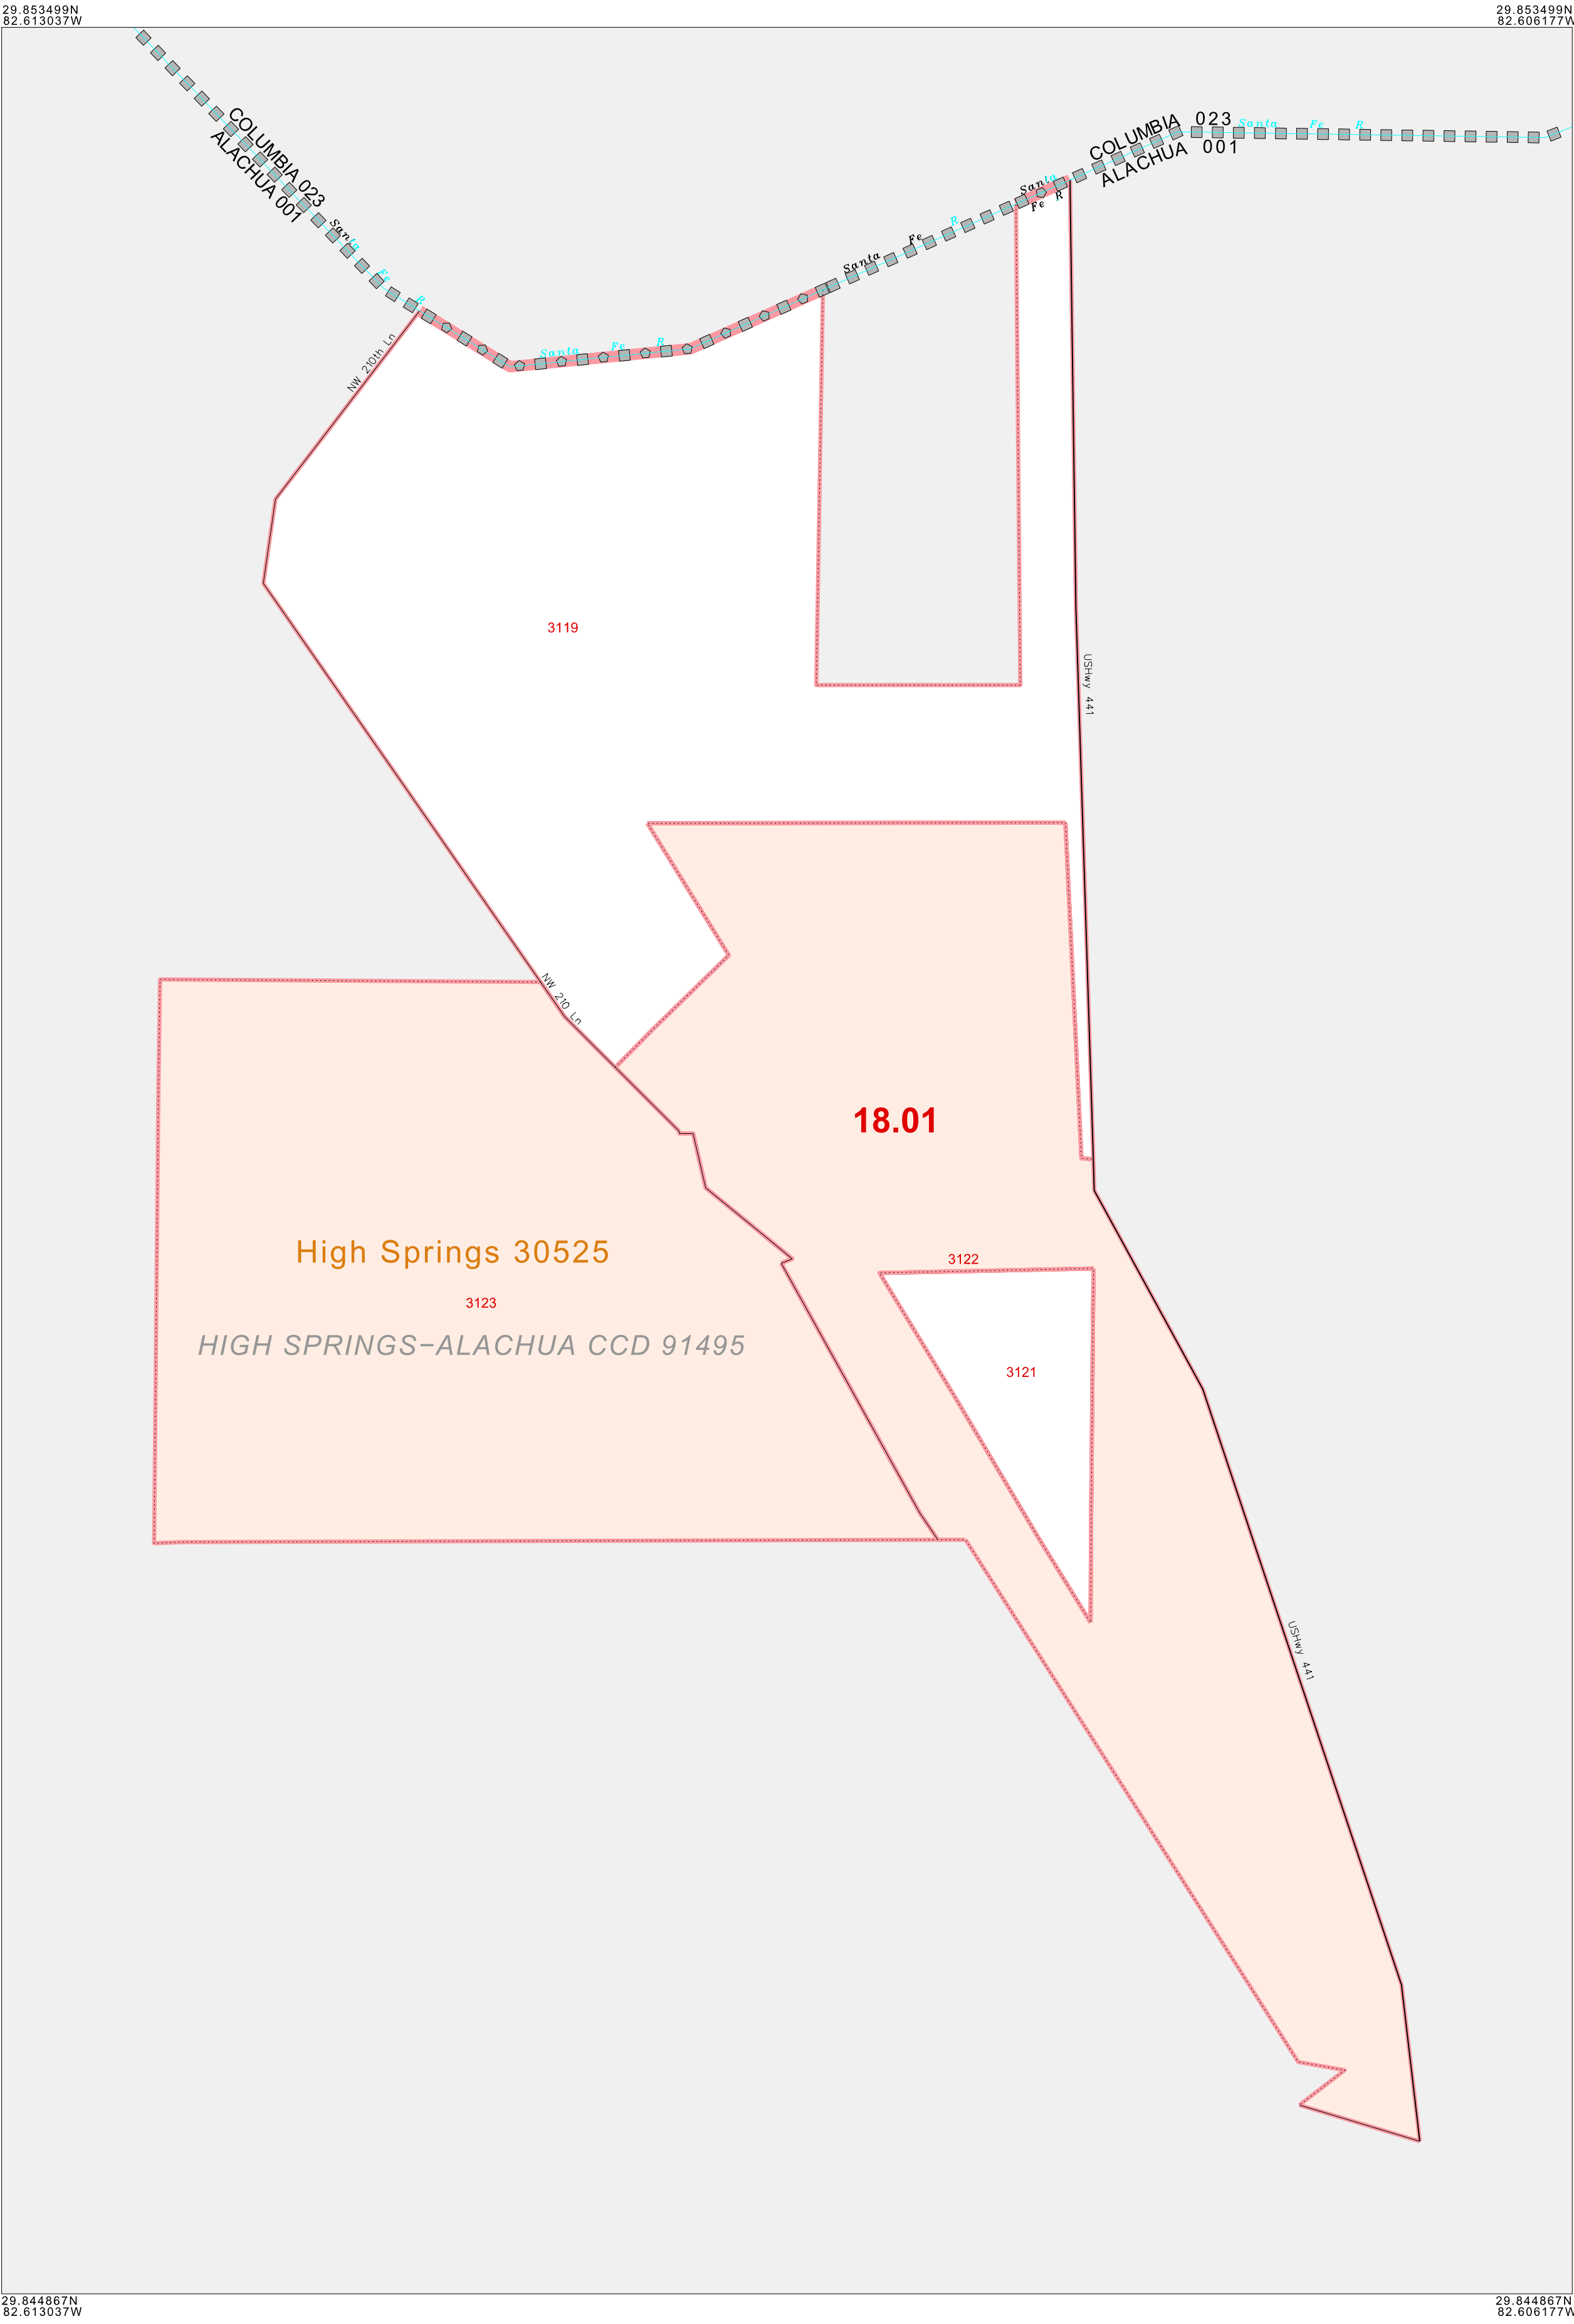 29.853499N
82.613037W
29.853499N
82.606177W
COLUMBIA 023
ALACHUA 001
COLUMBIA 023
ALACHUA 001
Santa Fe R
Santa Fe R
Santa Fe R
Santa Fe R
Santa Fe R
NW 210th Ln
3119
USHwy 441
NW 210 Ln
18.01
High Springs 30525
3122
3123
HIGH SPRINGS-ALACHUA CCD 91495
3121
USHwy 441
29.844867N
82.613037W
29.844867N
82.606177W